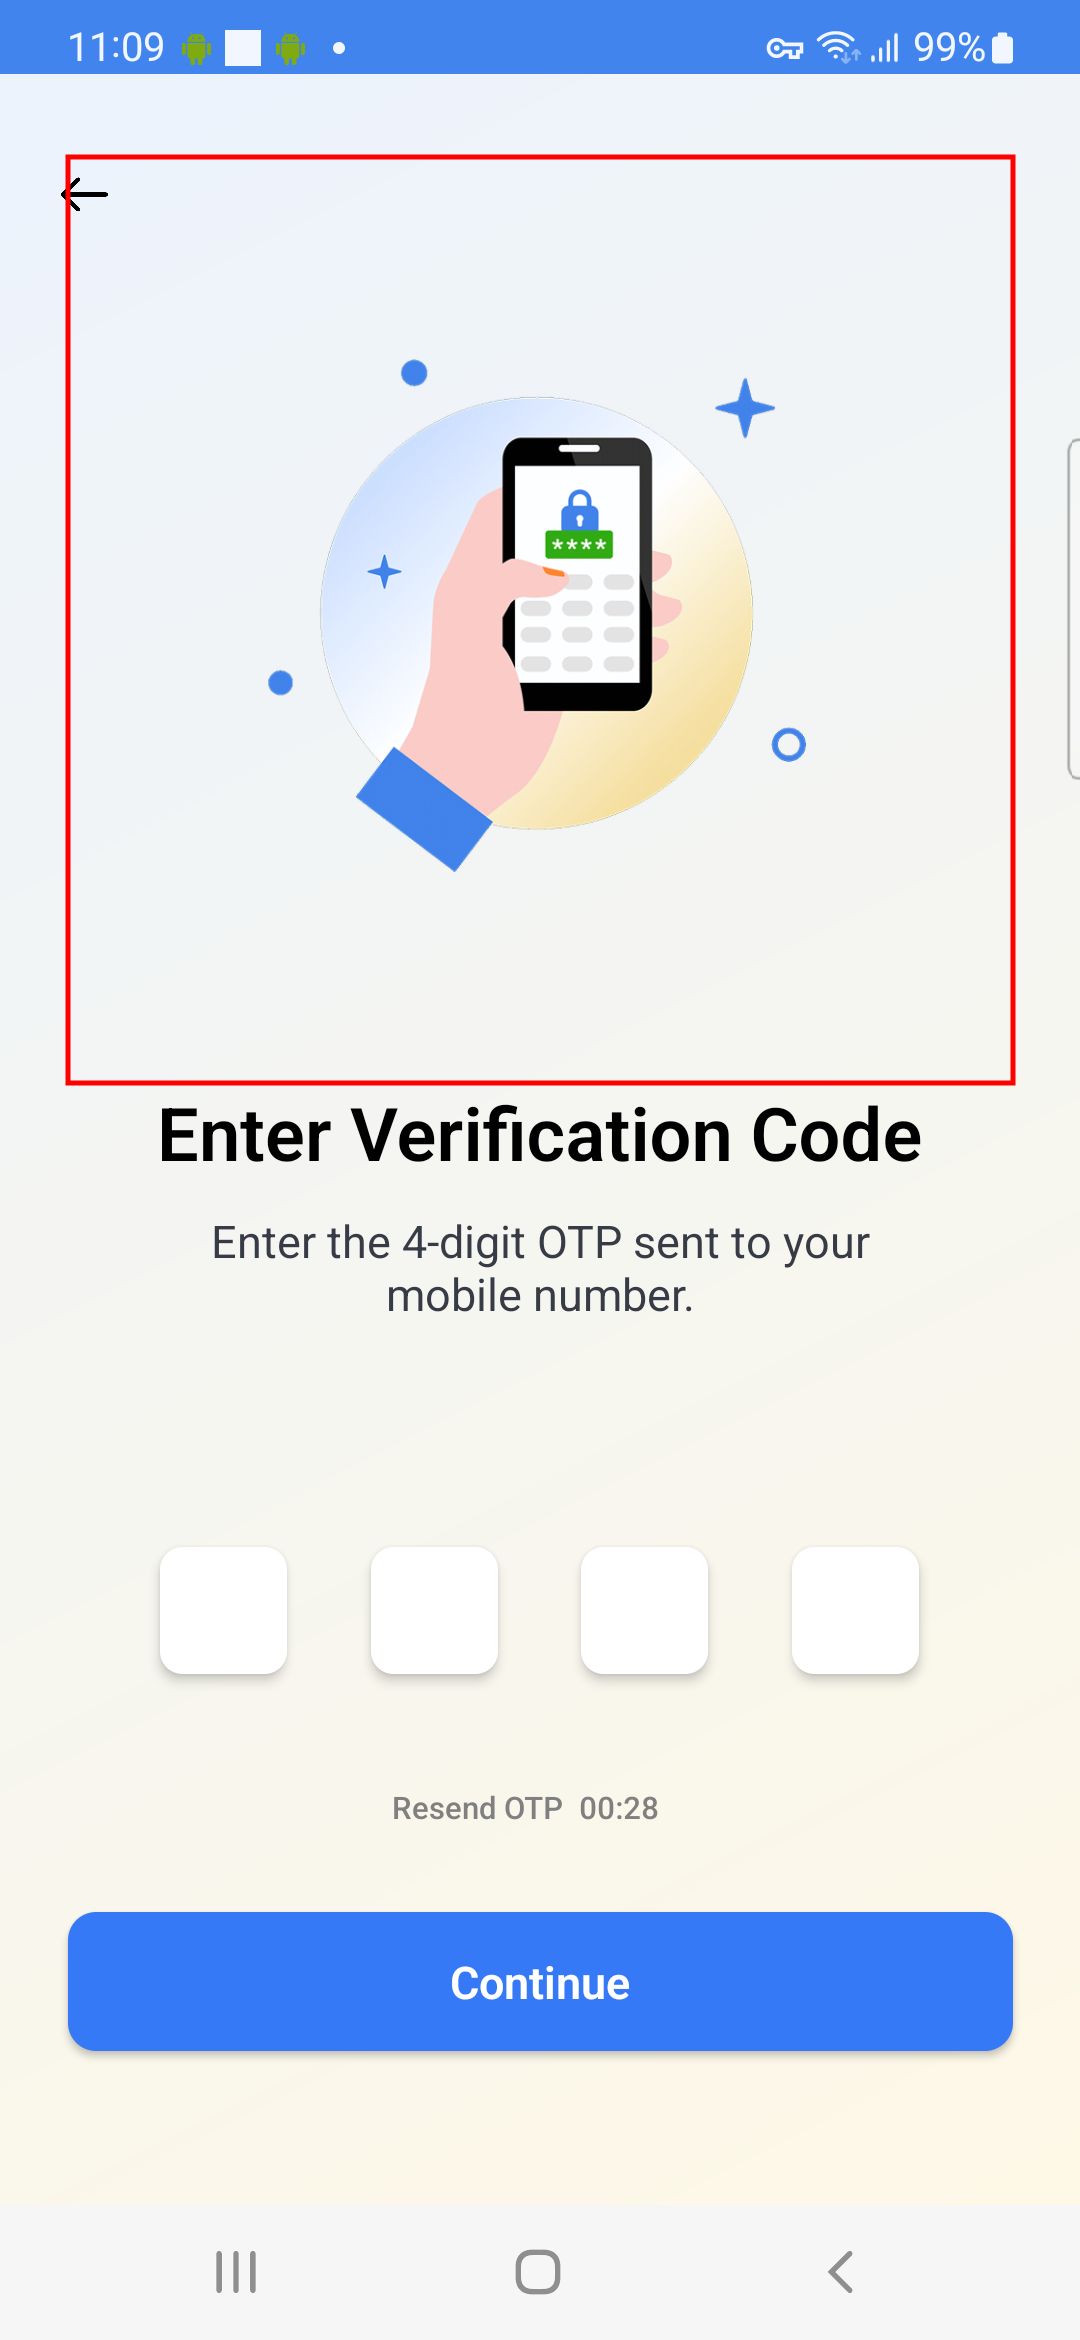 11:09
99%
****
Enter Verification Code
Enter the 4-digit OTP sent to your
mobile number.
Resend OTP 00:28
Continue